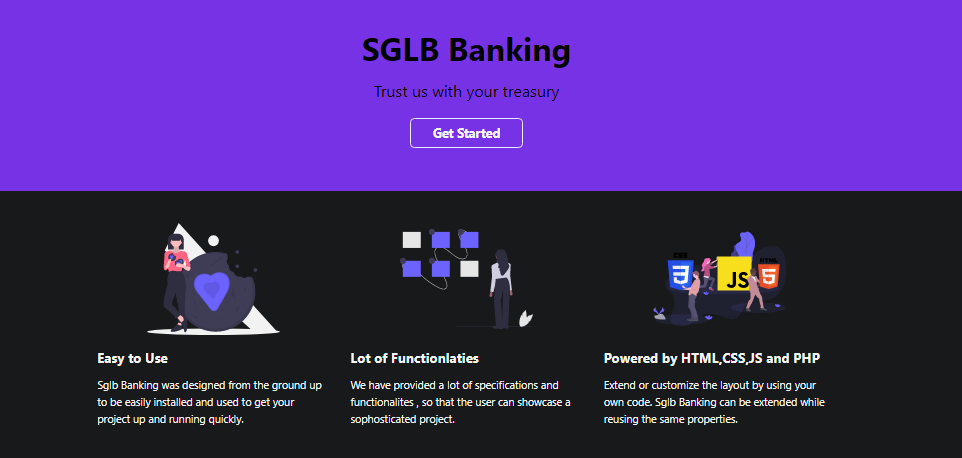 SGLB Banking
Trust us with your treasury
Get Started
CSS
JS
HTML
Easy to Use
Sglb Banking was designed from the ground up
to be easily installed and used to get your
project up and running quickly.
Lot of Functionlaties
We have provided a lot of specifications and
functionalites , so that the user can showcase a
sophosticated project.
Powered by HTML,CSS,JS and PHP
Extend or customize the layout by using your
own code. Sglb Banking can be extended while
reusing the same properties.